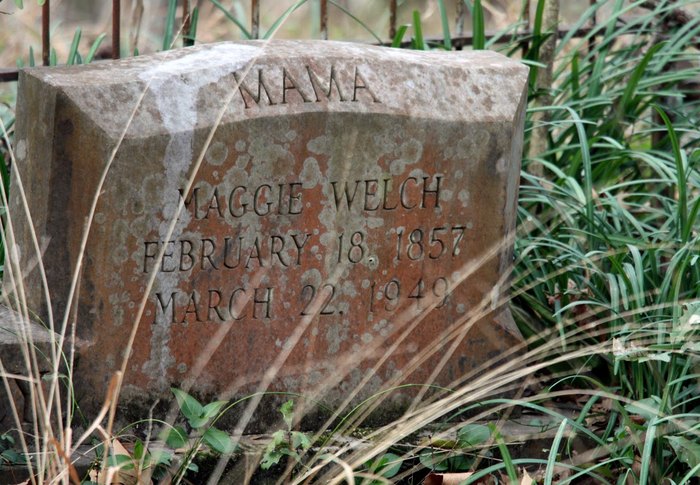 MAMA
MAGGIE WELCH
FEBRUARY 18, 1857
MARCH 22, 1949